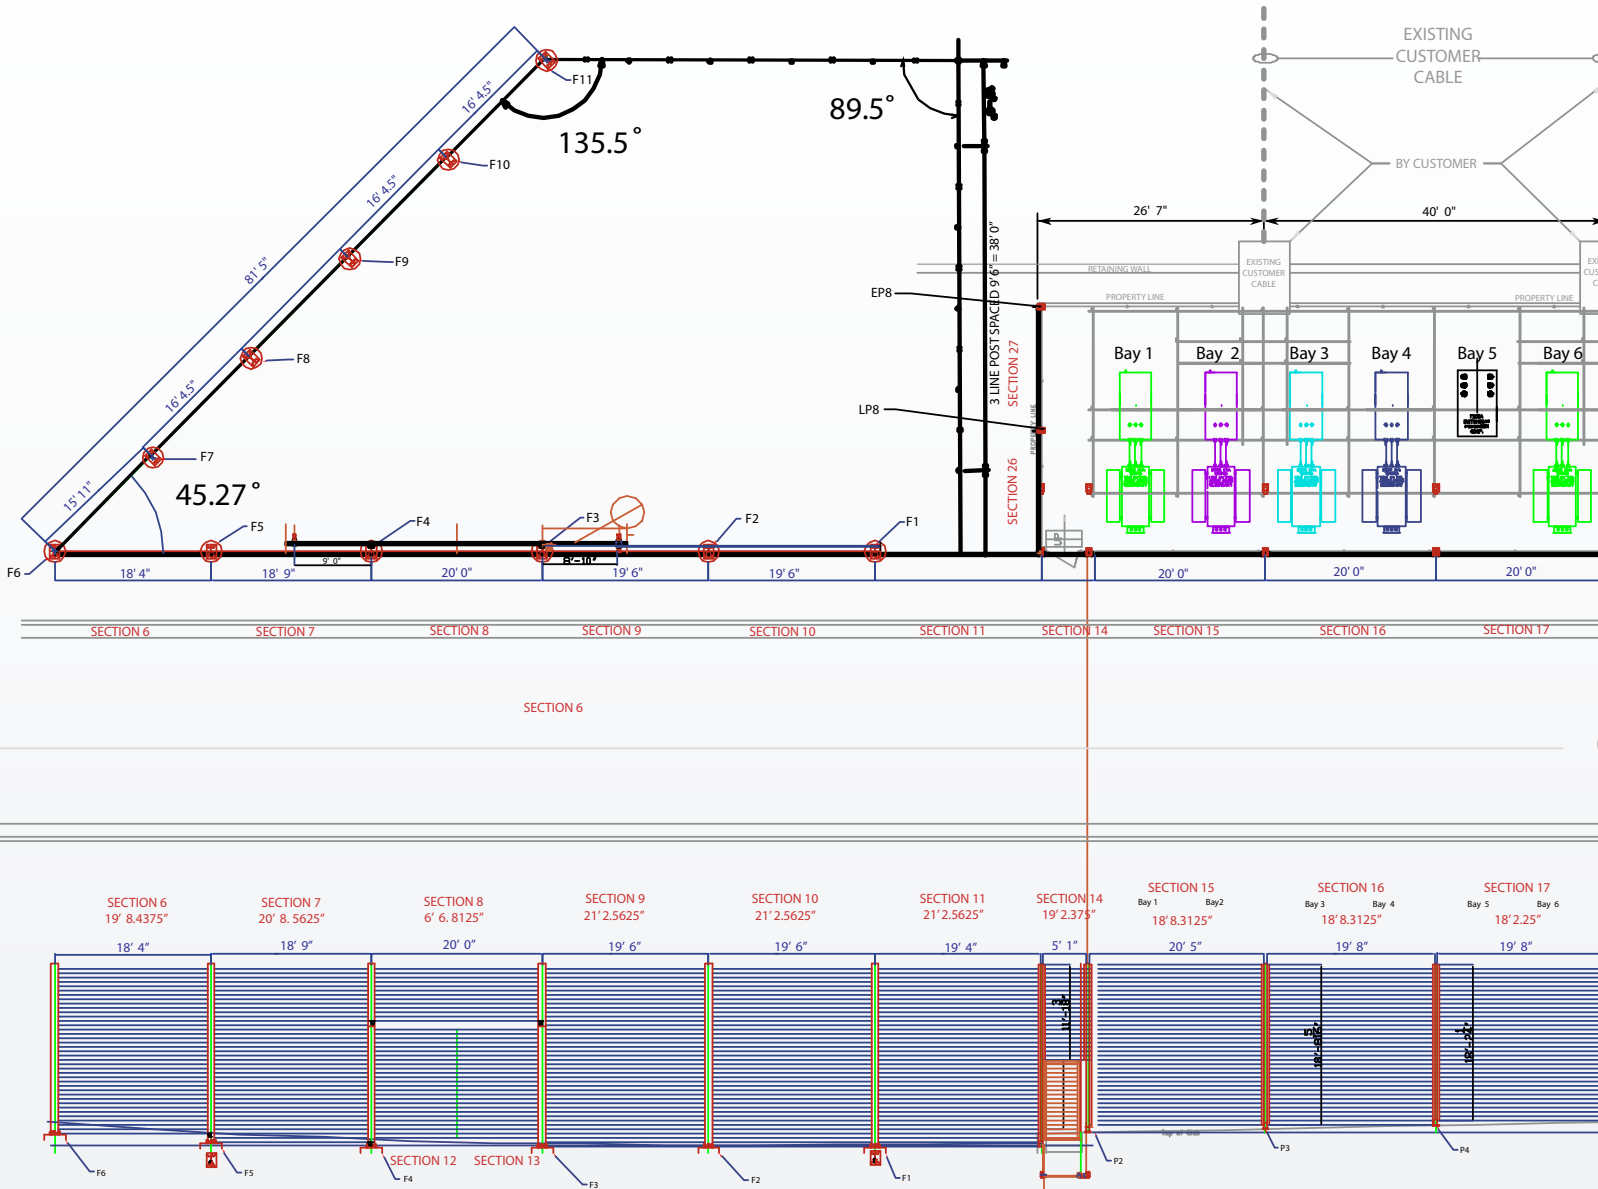 EXISTING
CUSTOMER
CABLE
F11
16' 4.5"
89.5°
135.5°
F10
BY CUSTOMER
16' 4.5"
26' 7"
40' 0"
81' 5"
F9
EXISTING
CUSTOMER
CABLE
RETAINING WALL
EP8
PROPERTY LINE
PROPERTY LINE
3 LINE POST SPACED 9'6" = 38'0"
SECTION 27
Bay 1
Bay 2
Bay 3
Bay 4
Bay 5
Bay 6
F8
16' 4.5"
LP8
PROPERTY LINE
F7
45.27°
15' 11"
SECTION 26
F5
F4
F3
F2
F1
UP
F6
9' 0"
8'-10"
18' 4"
18' 9"
20' 0"
19' 6"
19' 6"
20' 0"
20' 0"
20' 0"
SECTION 6
SECTION 7
SECTION 8
SECTION 9
SECTION 10
SECTION 11
SECTION 14
SECTION 15
SECTION 16
SECTION 17
SECTION 6
SECTION 6
19' 8.4375"
SECTION 7
20' 8. 5625"
SECTION 8
6' 6. 8125"
SECTION 9
21' 2.5625"
SECTION 10
21' 2.5625"
SECTION 11
21' 2.5625"
SECTION 14
19' 2.375"
SECTION 15
Bay 1
Bay2
18' 8.3125"
SECTION 16
Bay 3
Bay 4
18' 8.3125"
SECTION 17
Bay 5
Bay 6
18' 2.25"
18' 4"
18' 9"
20' 0"
19' 6"
19' 6"
19' 4"
5' 1"
20' 5"
19' 8"
19' 8"
SECTION 12
SECTION 13
F6
F5
F4
F3
F2
F1
P2
P3
P4